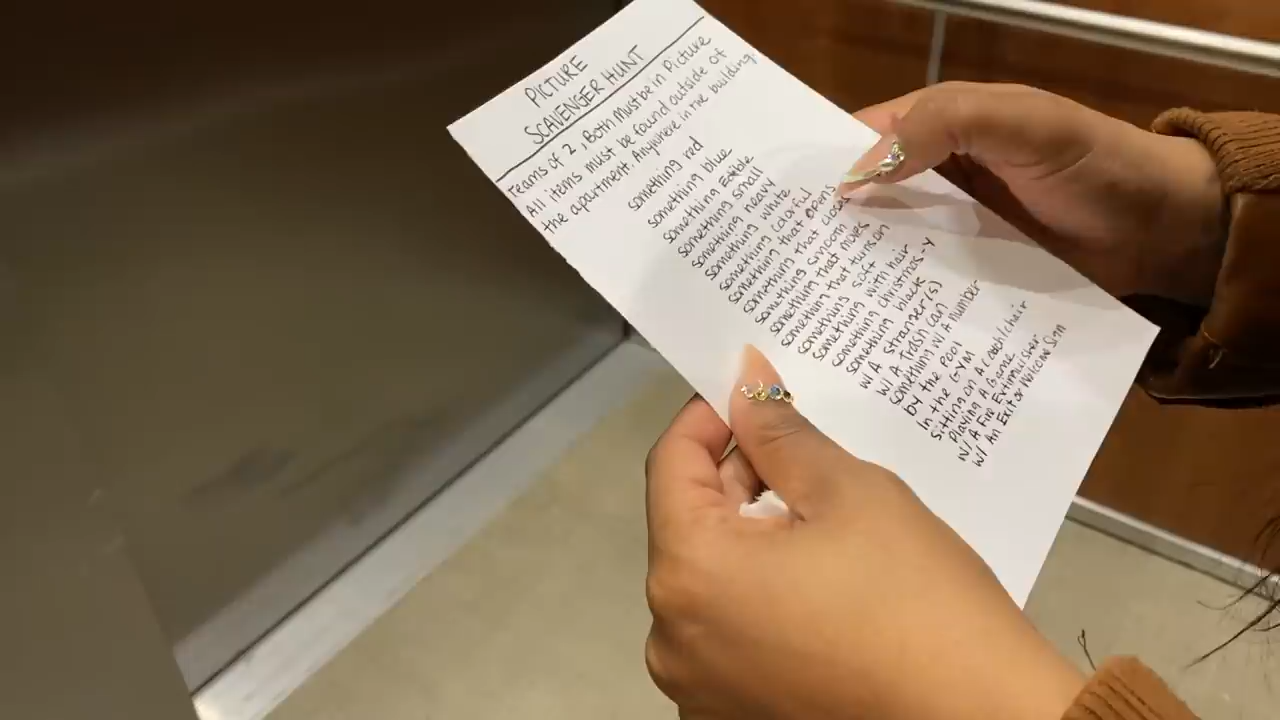 PICTURE
SCAVENGER HUNT
Teams of 2, Both Must be in Picture
All items must be found outside of
the apartment Anywhere in the building.
something red
something blue
something Edible
something small
something heavy
something white
something colorful
something that opens
something that closes
something smooth
something that moves
something that turns on
something soft
something with hair
something christmas-y
something black
w/ A stranger(s)
w/ A Trash can
something w/ A Number
by the Pool
In the GYM
Sitting on A couch/chair
Playing A Game
w/ A Fire Extinguister
w/ An Exit or Welcome Sign